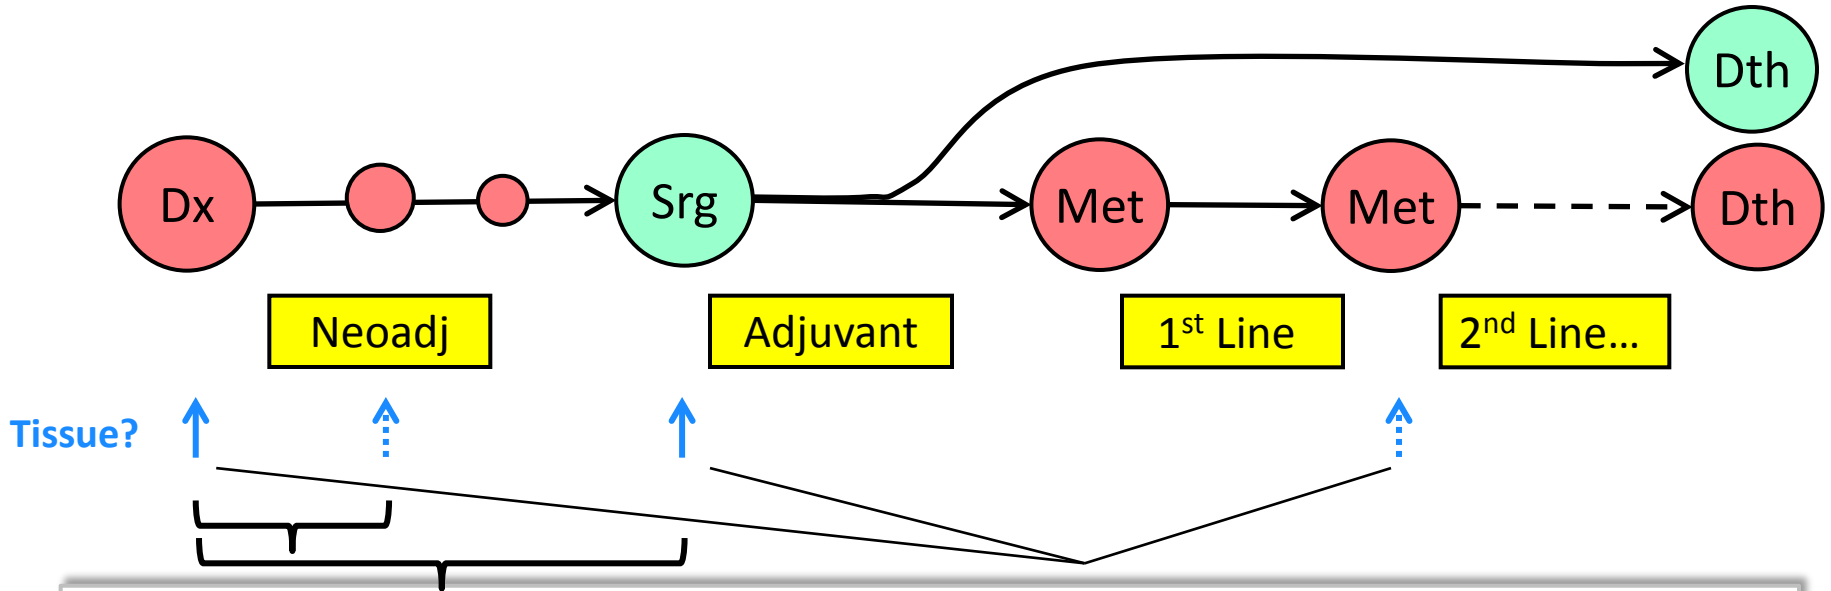 Dth
Dx
Srg
Met
Met
Dth
Neoadj
Adjuvant
1st Line
2nd Line...
Tissue?